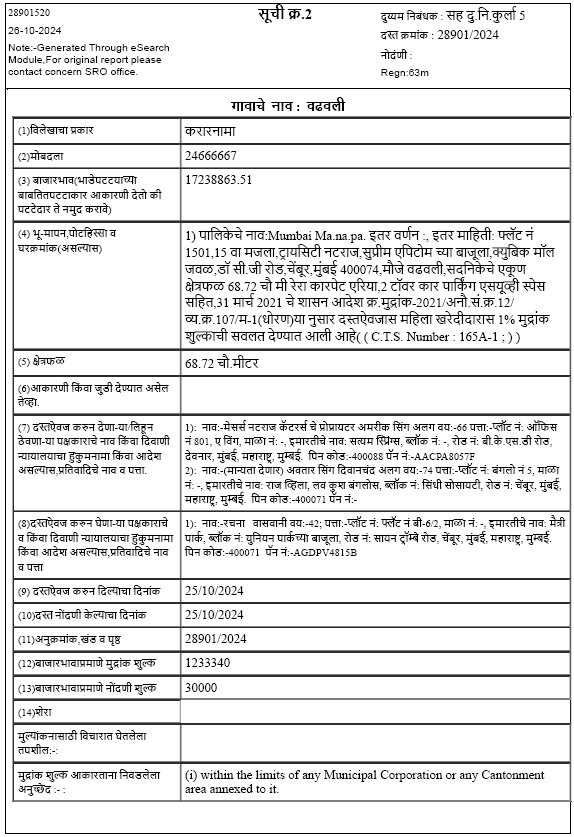 28901520
26-10-2024
Note:-Generated Through eSearch
Module,For original report please
contact concern SRO office.
सूची क्र.2
दुय्यम निबंधक : सह दु.नि.कुर्ला 5
दस्त क्रमांक : 28901/2024
नोदंणी :
Regn:63m
गावाचे नाव : वढवली
(1)विलेखाचा प्रकार
करारनामा
(2)मोबदला
24666667
(3) बाजारभाव(भाडेपटटयाच्या
बाबतितपटटाकार आकारणी देतो की
पटटेदार ते नमुद करावे)
17238863.51
(4) भू-मापन,पोटहिस्सा व
घरक्रमांक(असल्यास)
1) पालिकेचे नाव:Mumbai Ma.na.pa. इतर वर्णन :, इतर माहिती: फ्लॅट नं
1501,15 वा मजला,ट्रायसिटी नटराज,सुप्रीम एपिटोम च्या बाजूला,क्युबिक मॉल
जवळ,डॉ सी.जी रोड,चेंबूर,मुंबई 400074,मौजे वढवली,सदनिकेचे एकूण
क्षेत्रफळ 68.72 चौ मी रेरा कारपेट एरिया,2 टॉवर कार पार्किंग एसयूव्ही स्पेस
सहित,31 मार्च 2021 चे शासन आदेश क्र.मुद्रांक-2021/अनौ.सं.क्र.12/
व्य.क्र.107/म-1(धोरण)या नुसार दस्तऐवजास महिला खरेदीदारास 1% मुद्रांक
शुल्काची सवलत देण्यात आली आहे( ( C.T.S. Number : 165A-1 ; ) )
(5) क्षेत्रफळ
68.72 चौ.मीटर
(6)आकारणी किंवा जुडी देण्यात असेल
तेव्हा.
(7) दस्तऐवज करुन देणा-या/लिहून
ठेवणा-या पक्षकाराचे नाव किंवा दिवाणी
न्यायालयाचा हुकुमनामा किंवा आदेश
असल्यास,प्रतिवादिचे नाव व पत्ता.
1): नाव:-मेसर्स नटराज कॅटरर्स चे प्रोप्रायटर अमरीक सिंग अलग वय:-66 पत्ता:-प्लॉट नं: ऑफिस
नं 801, ए विंग, माळा नं: -, इमारतीचे नाव: सत्यम स्प्रिंग्स, ब्लॉक नं: -, रोड नं: बी.के.एस.डी रोड,
देवनार, मुंबई, महाराष्ट्र, मुम्बई. पिन कोड:-400088 पॅन नं:-AACPA8057F
2): नाव:-(मान्यता देणार) अवतार सिंग दिवानचंद अलग वय:-74 पत्ता:-प्लॉट नं: बंगलो नं 5, माळा
नं: -, इमारतीचे नाव: राज व्हिला, लव कुश बंगलोस, ब्लॉक नं: सिंधी सोसायटी, रोड नं: चेंबूर, मुंबई,
महाराष्ट्र, मुम्बई. पिन कोड:-400071 पॅन नं:-
(8)दस्तऐवज करुन घेणा-या पक्षकाराचे
व किंवा दिवाणी न्यायालयाचा हुकुमनामा
किंवा आदेश असल्यास,प्रतिवादिचे नाव
व पत्ता
1): नाव:-रचना वासवानी वय:-42; पत्ता:-प्लॉट नं: फ्लॅट नं बी-6/2, माळा नं: -, इमारतीचे नाव: मैत्री
पार्क, ब्लॉक नं: युनियन पार्कच्या बाजूला, रोड नं: सायन ट्रॉम्बे रोड, चेंबूर, मुंबई, महाराष्ट्र, मुम्बई.
पिन कोड:-400071 पॅन नं:-AGDPV4815B
(9) दस्तऐवज करुन दिल्याचा दिनांक
25/10/2024
(10)दस्त नोंदणी केल्याचा दिनांक
25/10/2024
(11)अनुक्रमांक,खंड व पृष्ठ
28901/2024
(12)बाजारभावाप्रमाणे मुद्रांक शुल्क
1233340
(13)बाजारभावाप्रमाणे नोंदणी शुल्क
30000
(14)शेरा
मुल्यांकनासाठी विचारात घेतलेला
तपशील:-:
मुद्रांक शुल्क आकारताना निवडलेला
अनुच्छेद :- :
(i) within the limits of any Municipal Corporation or any Cantonment
area annexed to it.